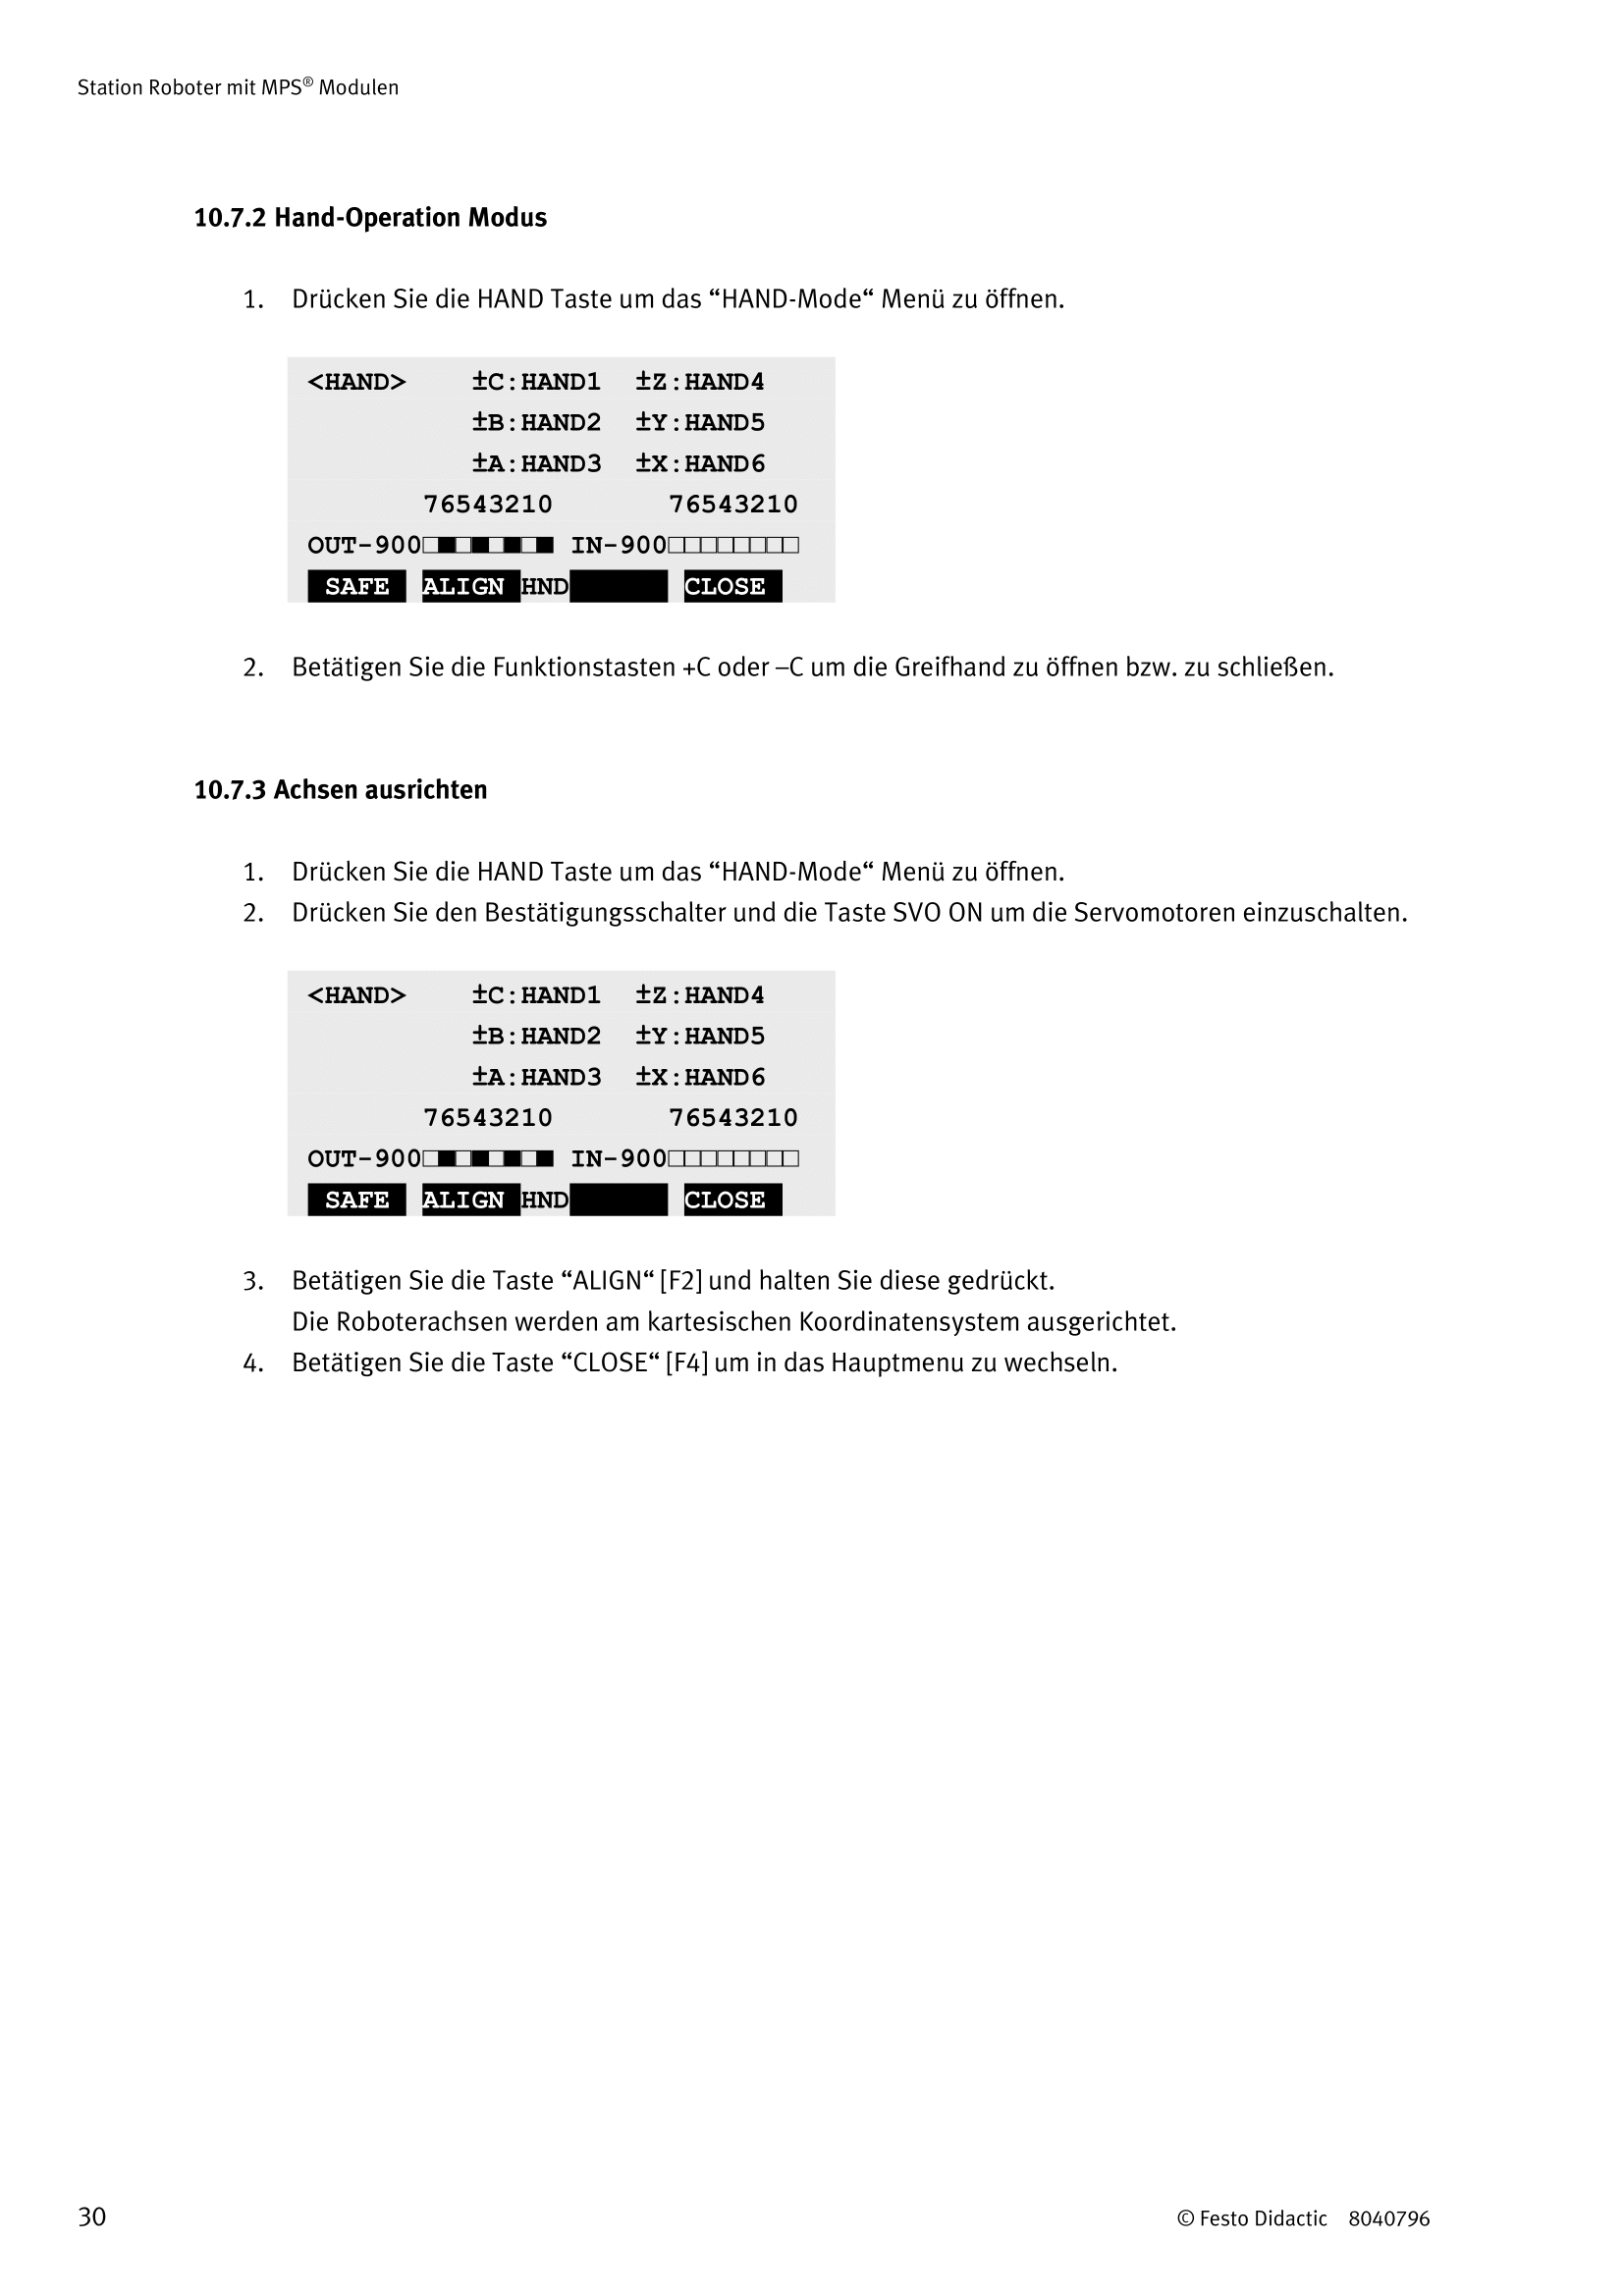 Station Roboter mit MPS® Modulen
10.7.2 Hand-Operation Modus
1. Drücken Sie die HAND Taste um das “HAND-Mode“ Menü zu öffnen.
<HAND> ±C:HAND1 ±Z:HAND4
±B:HAND2 ±Y:HAND5
±A:HAND3 ±X:HAND6
76543210 76543210
OUT-900□■□■□■□■ IN-900□□□□□□□□
SAFE ALIGN HND CLOSE
2. Betätigen Sie die Funktionstasten +C oder –C um die Greifhand zu öffnen bzw. zu schließen.
10.7.3 Achsen ausrichten
1. Drücken Sie die HAND Taste um das “HAND-Mode“ Menü zu öffnen.
2. Drücken Sie den Bestätigungsschalter und die Taste SVO ON um die Servomotoren einzuschalten.
<HAND> ±C:HAND1 ±Z:HAND4
±B:HAND2 ±Y:HAND5
±A:HAND3 ±X:HAND6
76543210 76543210
OUT-900□■□■□■□■ IN-900□□□□□□□□
SAFE ALIGN HND CLOSE
3. Betätigen Sie die Taste “ALIGN“ [F2] und halten Sie diese gedrückt.
Die Roboterachsen werden am kartesischen Koordinatensystem ausgerichtet.
4. Betätigen Sie die Taste “CLOSE“ [F4] um in das Hauptmenu zu wechseln.
30 © Festo Didactic 8040796